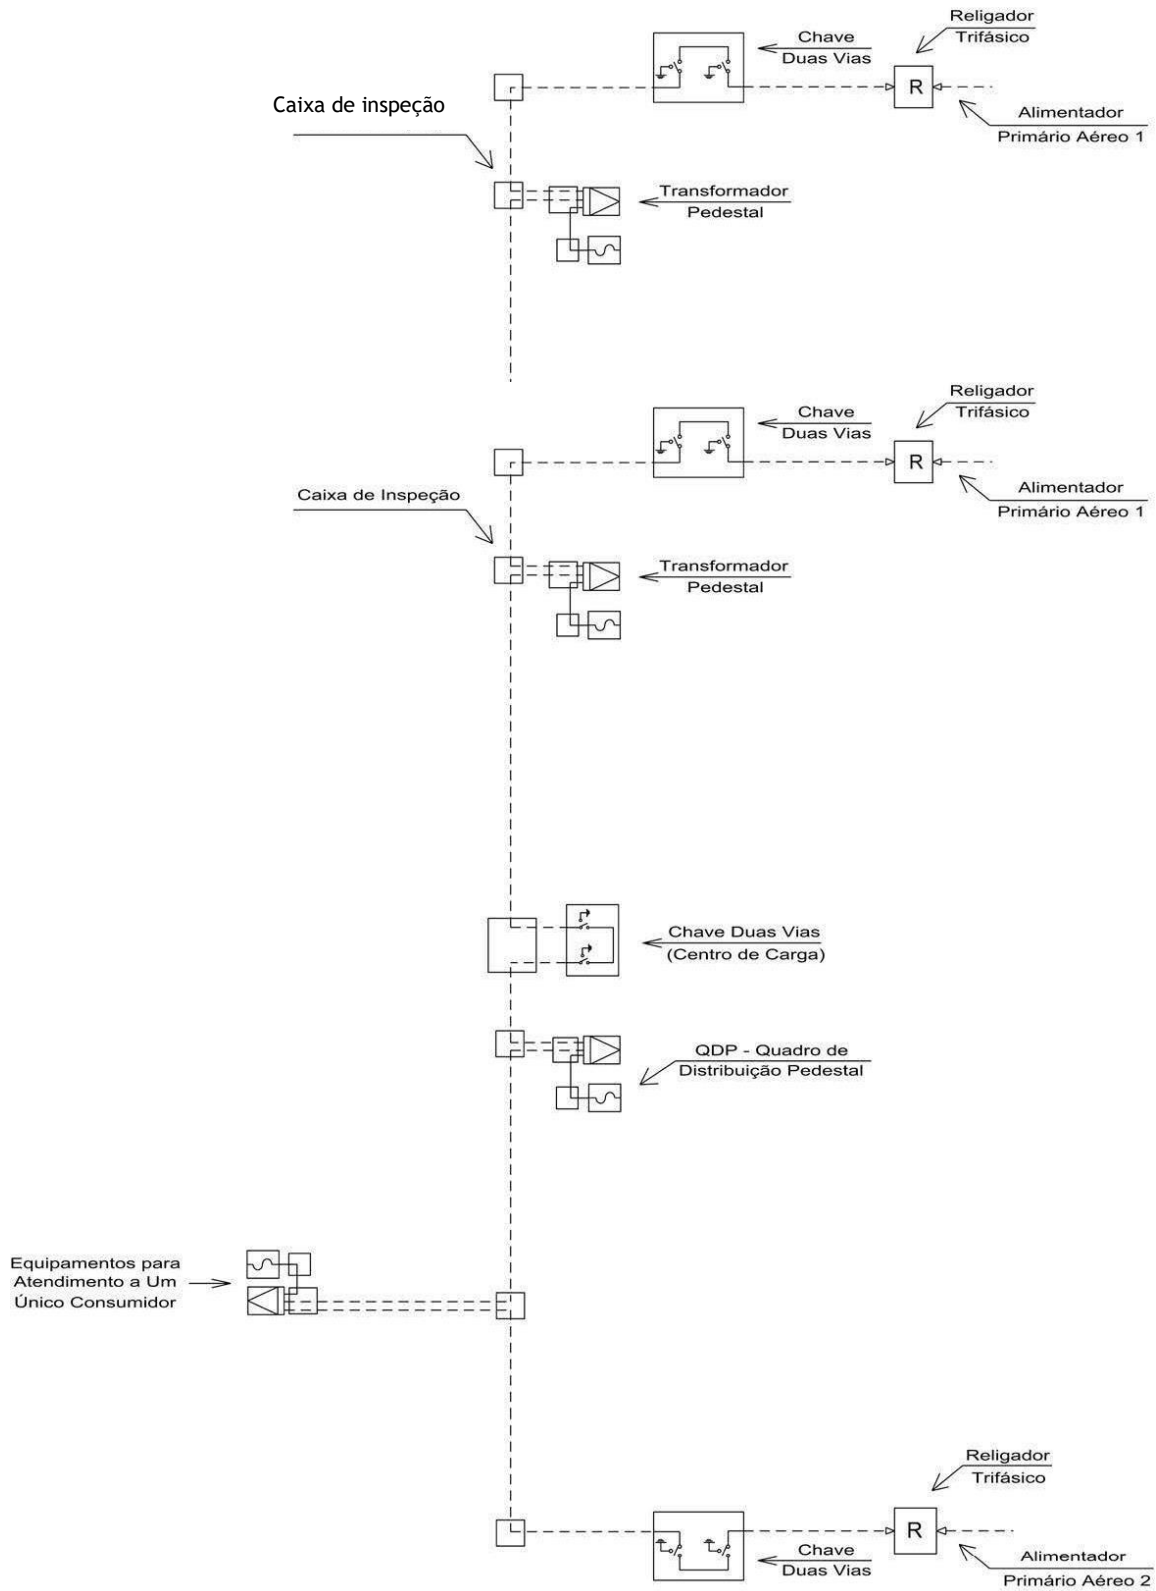 Religador
Trifásico
Chave
Duas Vias
R
Alimentador
Primário Aéreo 1
Caixa de inspeção
Transformador
Pedestal
Religador
Trifásico
Chave
Duas Vias
R
Alimentador
Primário Aéreo 1
Caixa de Inspeção
Transformador
Pedestal
Chave Duas Vias
(Centro de Carga)
QDP - Quadro de
Distribuição Pedestal
Equipamentos para
Atendimento a Um
Único Consumidor
Religador
Trifásico
R
Chave
Duas Vias
Alimentador
Primário Aéreo 2